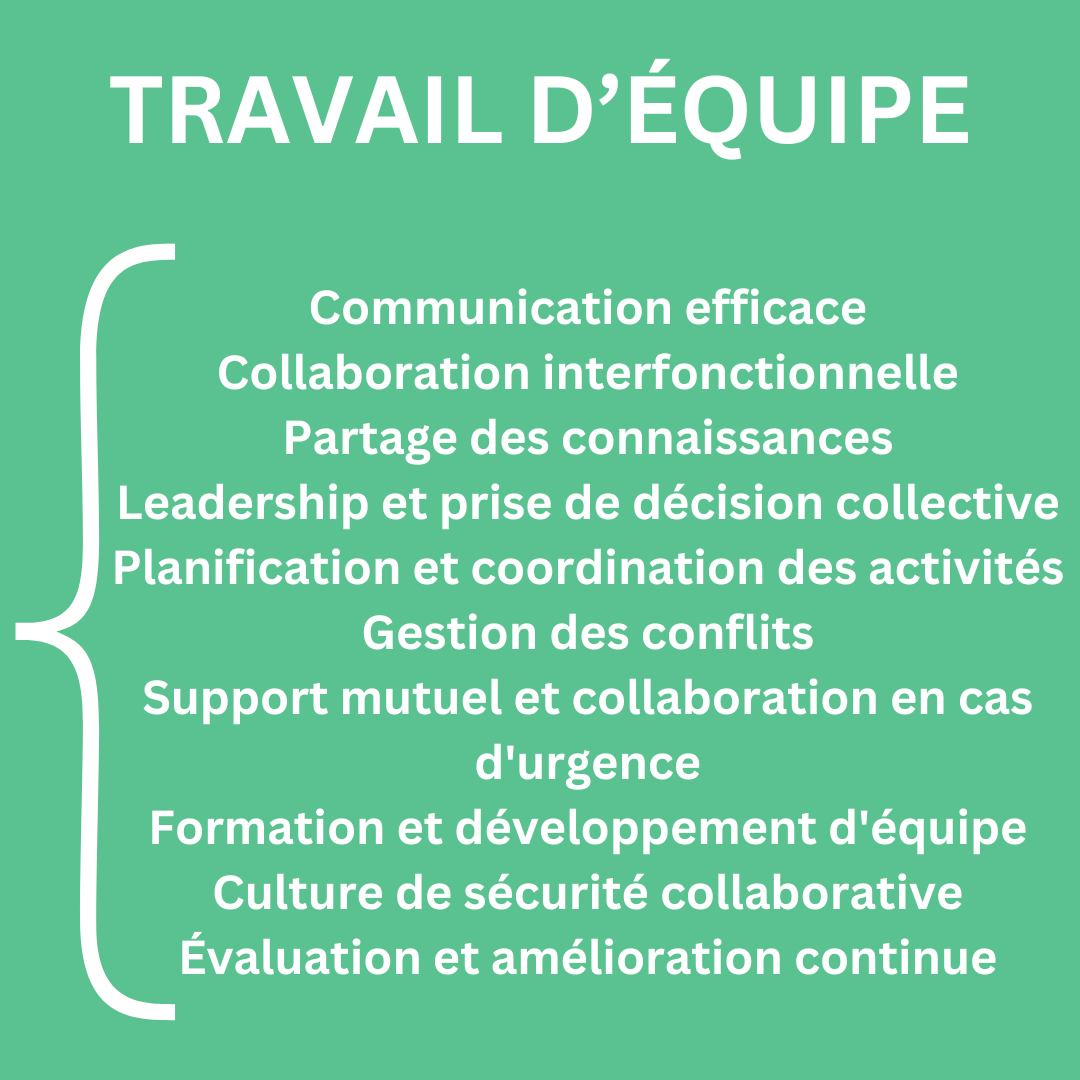 TRAVAIL D’ÉQUIPE
Communication efficace
Collaboration interfonctionnelle
Partage des connaissances
Leadership et prise de décision collective
Planification et coordination des activités
Gestion des conflits
Support mutuel et collaboration en cas
d'urgence
Formation et développement d'équipe
Culture de sécurité collaborative
Évaluation et amélioration continue